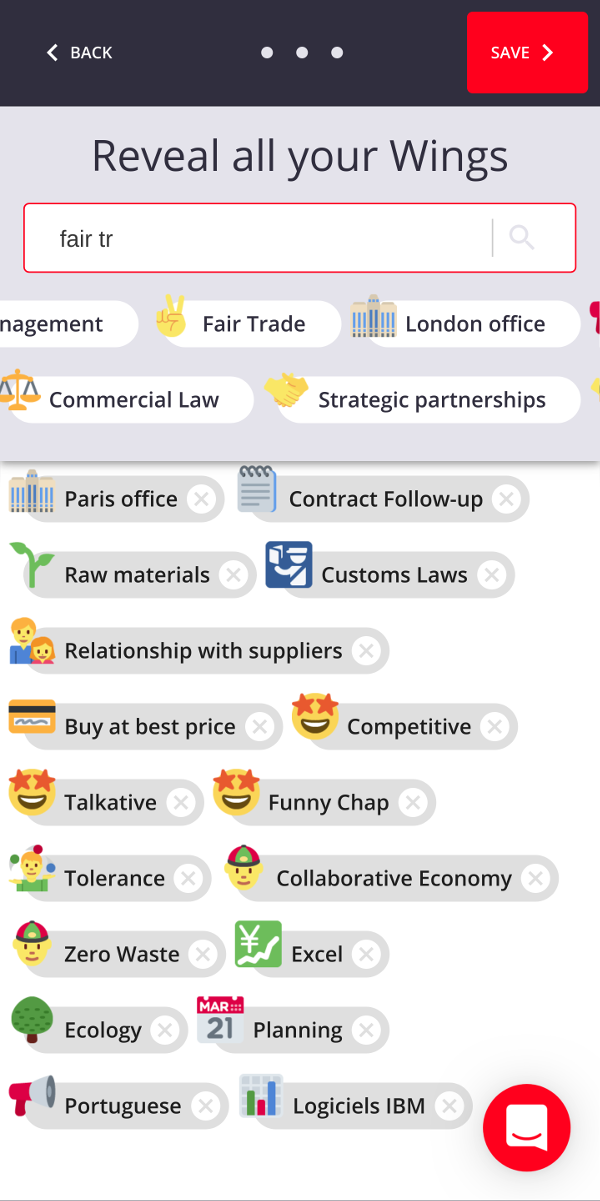 BACK
SAVE
Reveal all your Wings
fair tr
nagement Fair Trade London office
Commercial Law Strategic partnerships
Paris office Contract Follow-up
Raw materials Customs Laws
Relationship with suppliers
Buy at best price Competitive
Talkative Funny Chap
Tolerance Collaborative Economy
Zero Waste Excel
MAR
21
Ecology Planning
Portuguese Logiciels IBM